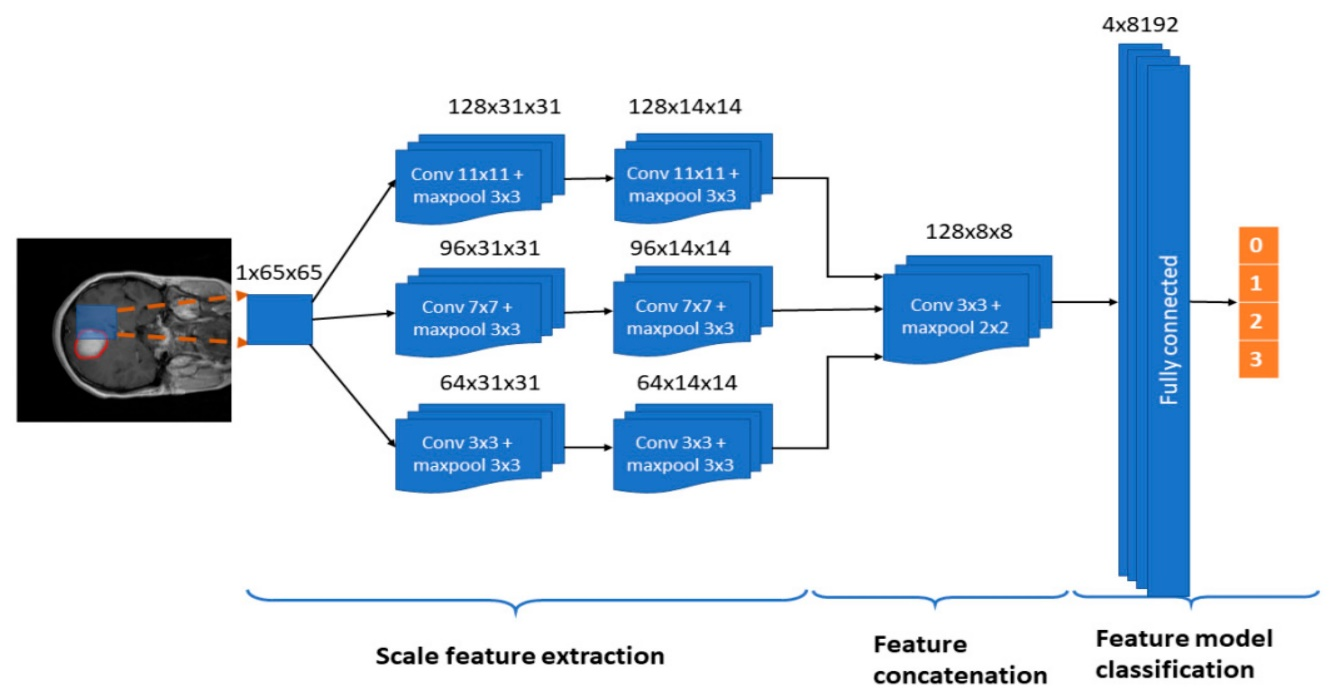 4x8192
128x31x31
128x14x14
Conv 11x11 +
maxpool 3x3
Conv 11x11 +
maxpool 3x3
1x65x65
96x31x31
96x14x14
Conv 7x7 +
maxpool 3x3
Conv 7x7 +
maxpool 3x3
64x31x31
64x14x14
Conv 3x3 +
maxpool 3x3
Conv 3x3 +
maxpool 3x3
128x8x8
Conv 3x3 +
maxpool 2x2
Fully connected
0
1
2
3
Scale feature extraction
Feature
concatenation
Feature model
classification